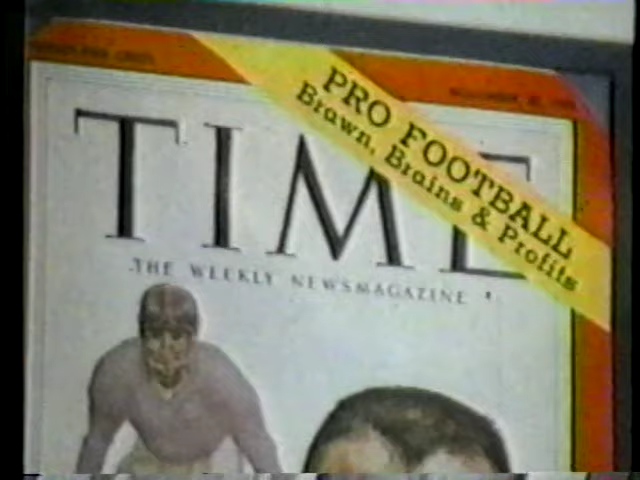 PRO FOOTBALL
Brawn, Brains & Profits
TIME
THE WEEKLY NEWSMAGAZINE